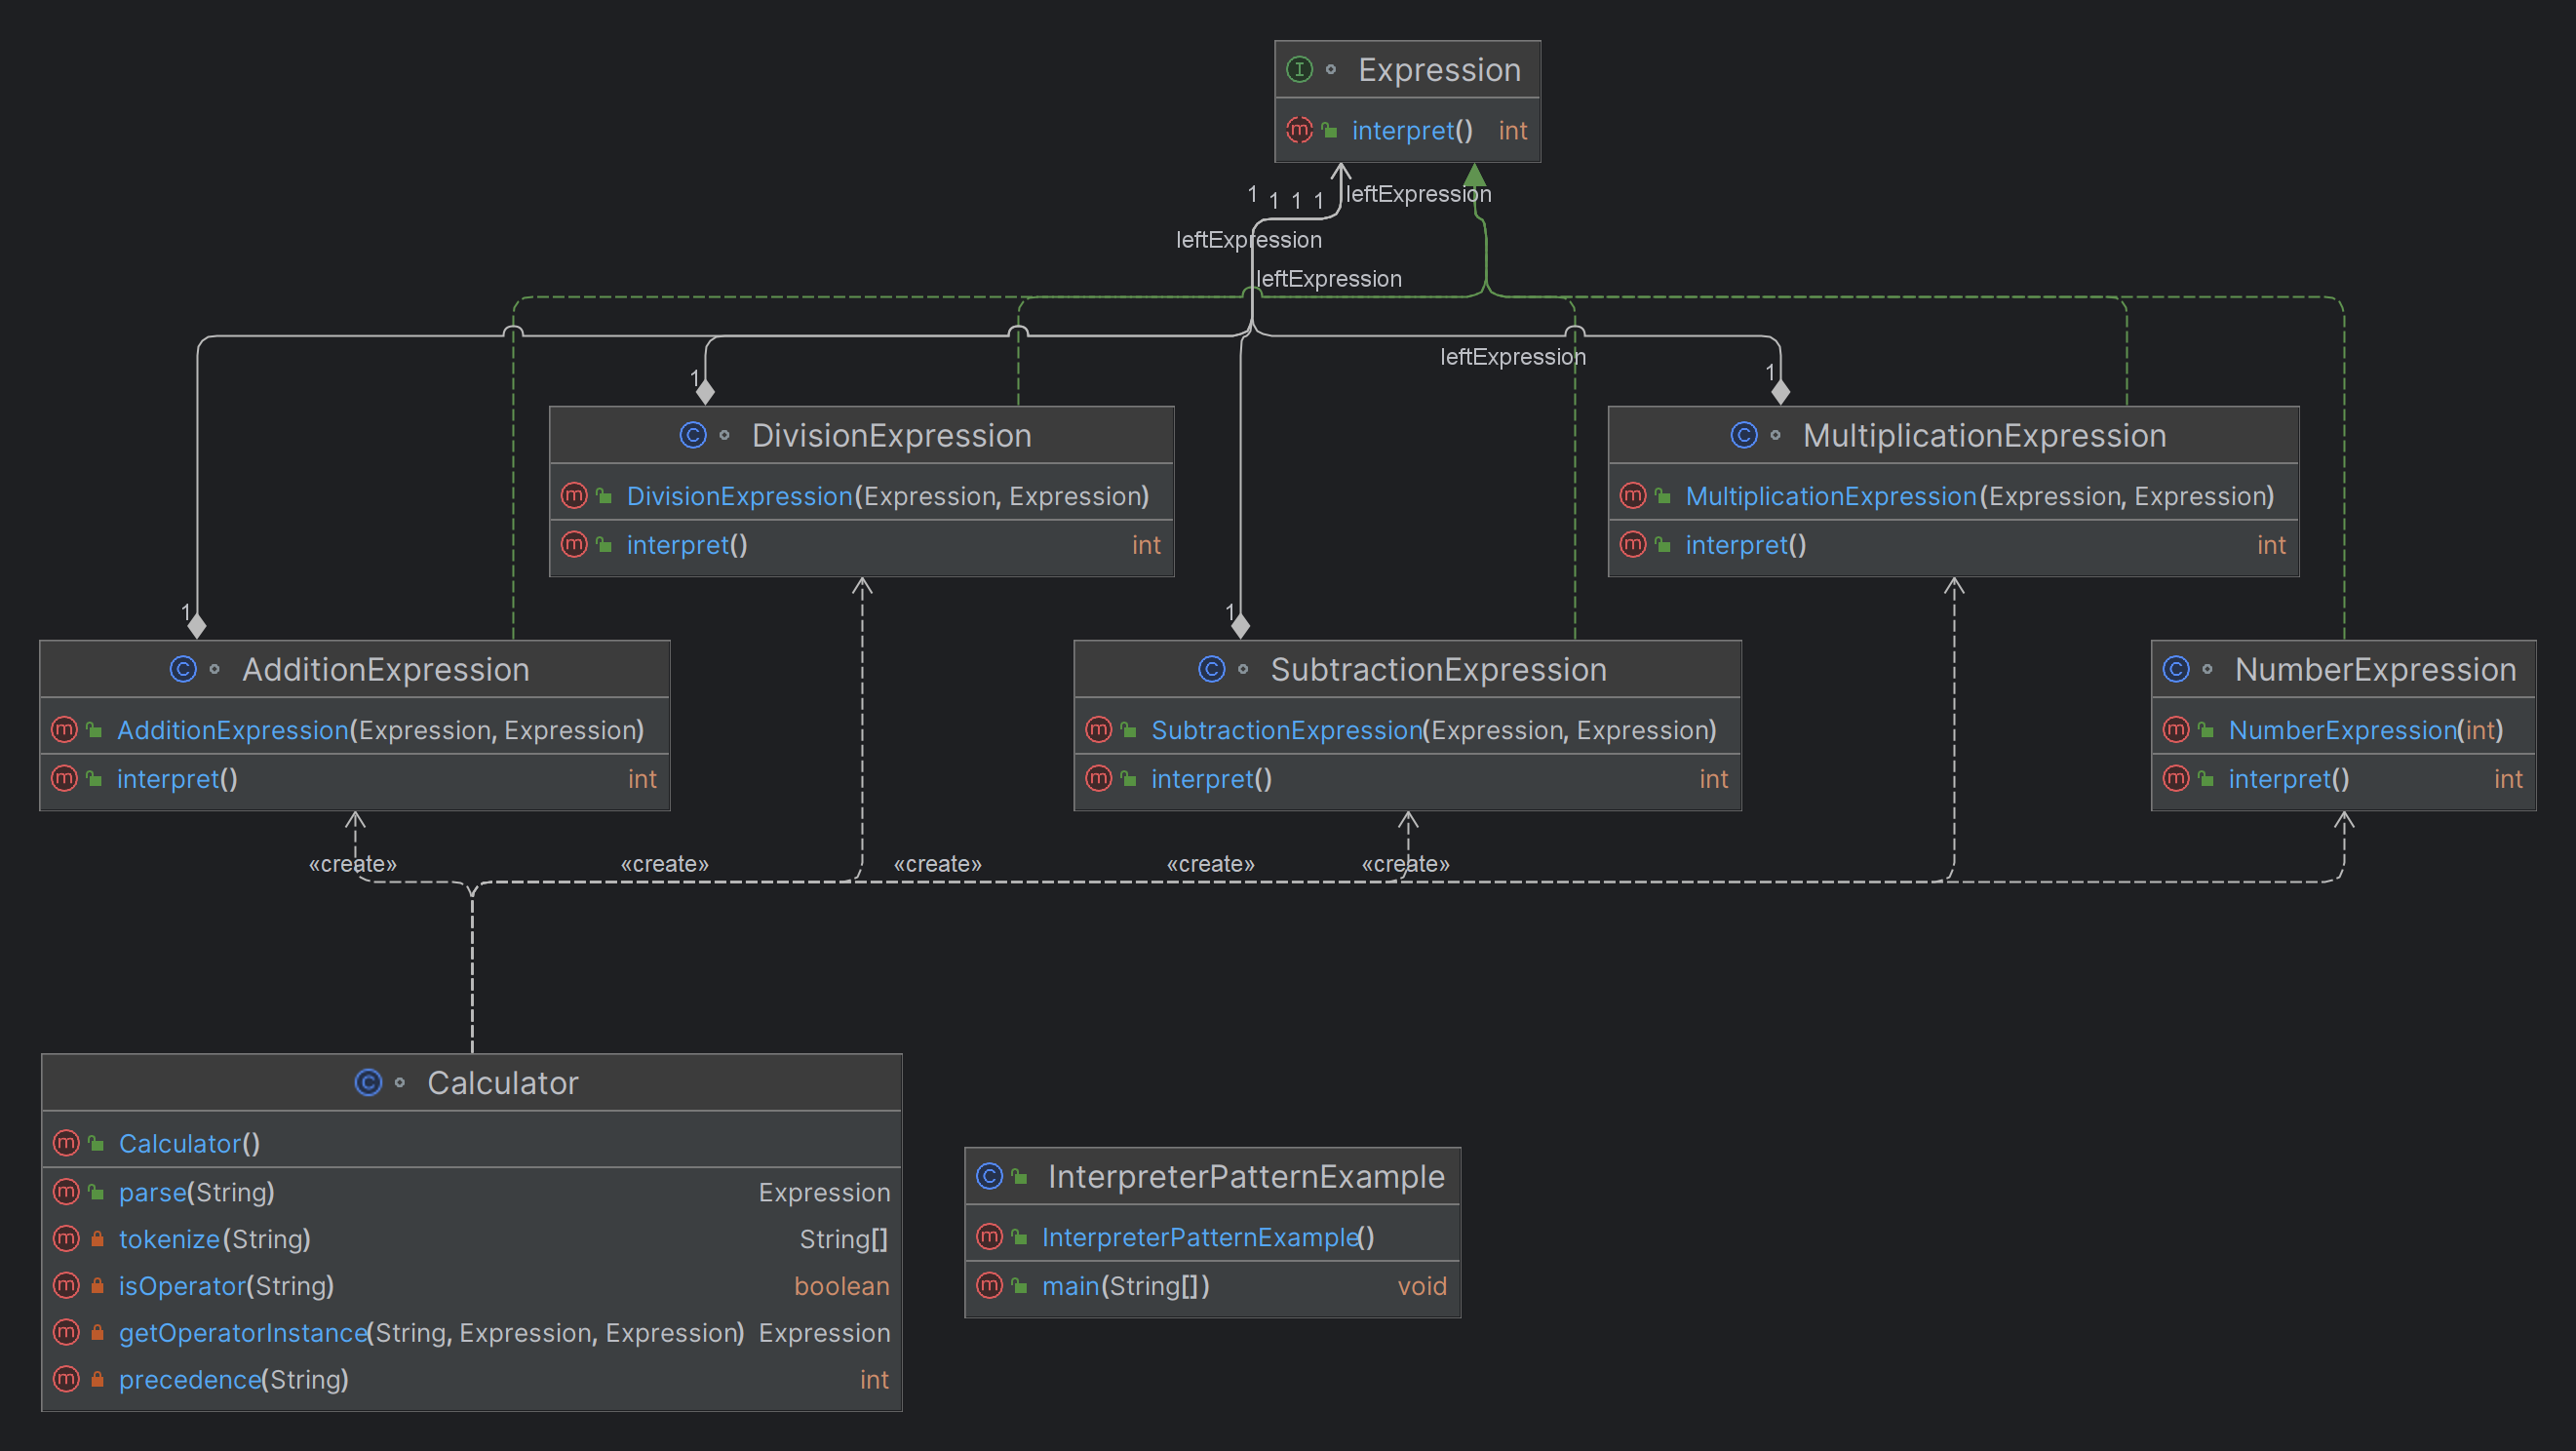 Expression
interpret() int
1 1 1 1 leftExpression
leftExpression
leftExpression
leftExpression
1
1
DivisionExpression
DivisionExpression(Expression, Expression)
interpret() int
MultiplicationExpression
MultiplicationExpression(Expression, Expression)
interpret() int
1
1
AdditionExpression
AdditionExpression(Expression, Expression)
interpret() int
SubtractionExpression
SubtractionExpression(Expression, Expression)
interpret() int
NumberExpression
NumberExpression(int)
interpret() int
«create» «create» «create» «create» «create»
Calculator
Calculator()
parse(String) Expression
tokenize(String) String[]
isOperator(String) boolean
getOperatorInstance(String, Expression, Expression) Expression
precedence(String) int
InterpreterPatternExample
InterpreterPatternExample()
main(String[]) void